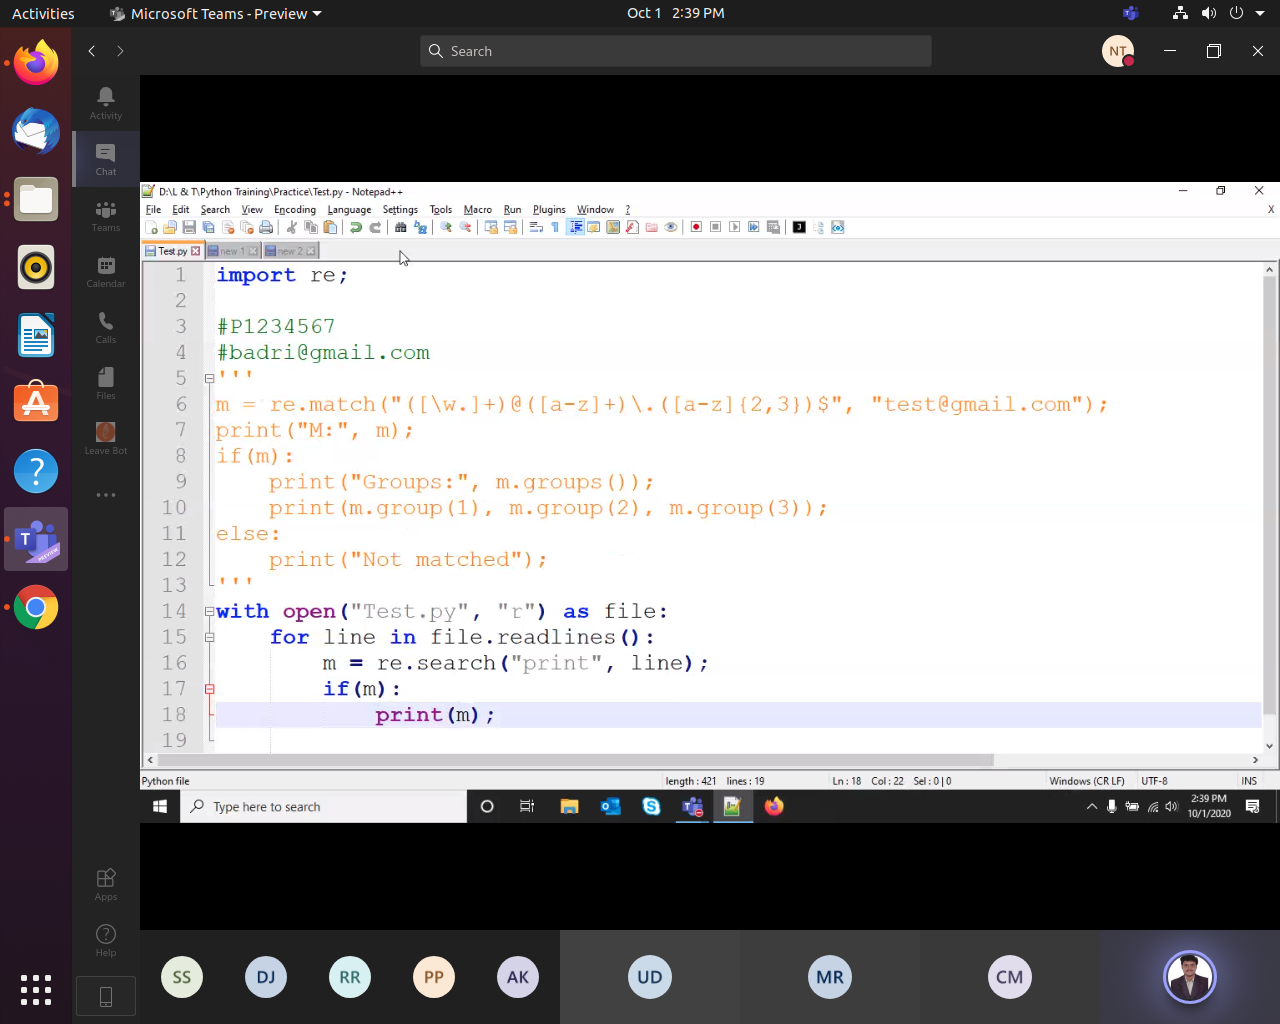 Activities
Microsoft Teams - Preview
Oct 1 2:39 PM
Search
NT
Activity
Chat
Teams
Calendar
Calls
Files
Leave Bot
Apps
Help
D:\L & T\Python Training\Practice\Test.py - Notepad++
File Edit Search View Encoding Language Settings Tools Macro Run Plugins Window ? X
Test.py new 1 new 2
1 import re;
2
3 #P1234567
4 #badri@gmail.com
5 '''
6 m = re.match("([\w.]+)@([a-z]+)\.([a-z]{2,3})$", "test@gmail.com");
7 print("M:", m);
8 if(m):
9 print("Groups:", m.groups());
10 print(m.group(1), m.group(2), m.group(3));
11 else:
12 print("Not matched");
13 '''
14 with open("Test.py", "r") as file:
15 for line in file.readlines():
16 m = re.search("print", line);
17 if(m):
18 print(m);
19
Python file length : 421 lines : 19 Ln : 18 Col : 22 Sel : 0 | 0 Windows (CR LF) UTF-8 INS
Type here to search
2:39 PM
10/1/2020
SS DJ RR PP AK UD MR CM